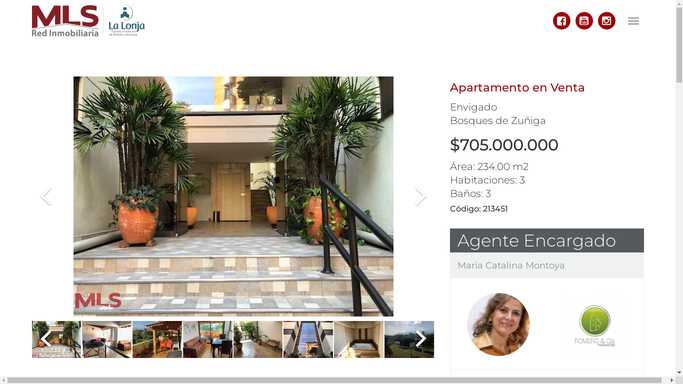 MLS
Red Inmobiliaria
La Lonja
Apartamento en Venta
Envigado
Bosques de Zuñiga
$705.000.000
Área: 234.00 m2
Habitaciones: 3
Baños: 3
Código: 213451
Agente Encargado
Maria Catalina Montoya
MLS